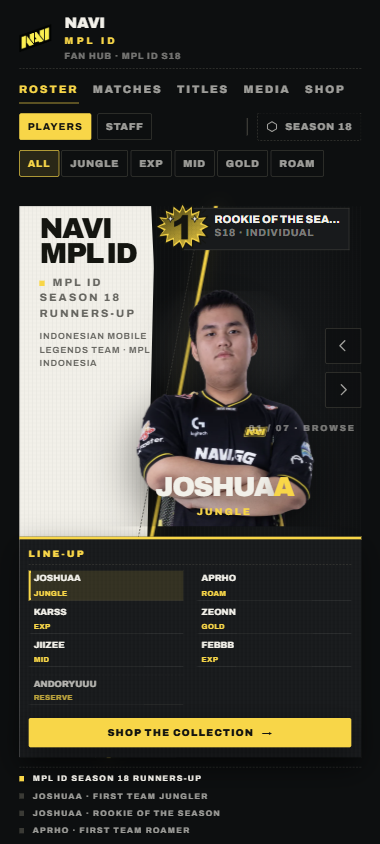 NAVI
MPL ID
FAN HUB · MPL ID S18
ROSTER MATCHES TITLES MEDIA SHOP
PLAYERS STAFF SEASON 18
ALL JUNGLE EXP MID GOLD ROAM
NAVI
MPL ID
MPL ID
SEASON 18
RUNNERS-UP
INDONESIAN MOBILE
LEGENDS TEAM · MPL
INDONESIA
1
ROOKIE OF THE SEA...
S18 · INDIVIDUAL
07 · BROWSE
logitech
NAVI.GG
JOSHUAA
JUNGLE
LINE-UP
JOSHUAA
JUNGLE
APRHO
ROAM
KARSS
EXP
ZEONN
GOLD
JIIZEE
MID
FEBBB
EXP
ANDORYUUU
RESERVE
SHOP THE COLLECTION →
MPL ID SEASON 18 RUNNERS-UP
JOSHUAA · FIRST TEAM JUNGLER
JOSHUAA · ROOKIE OF THE SEASON
APRHO · FIRST TEAM ROAMER